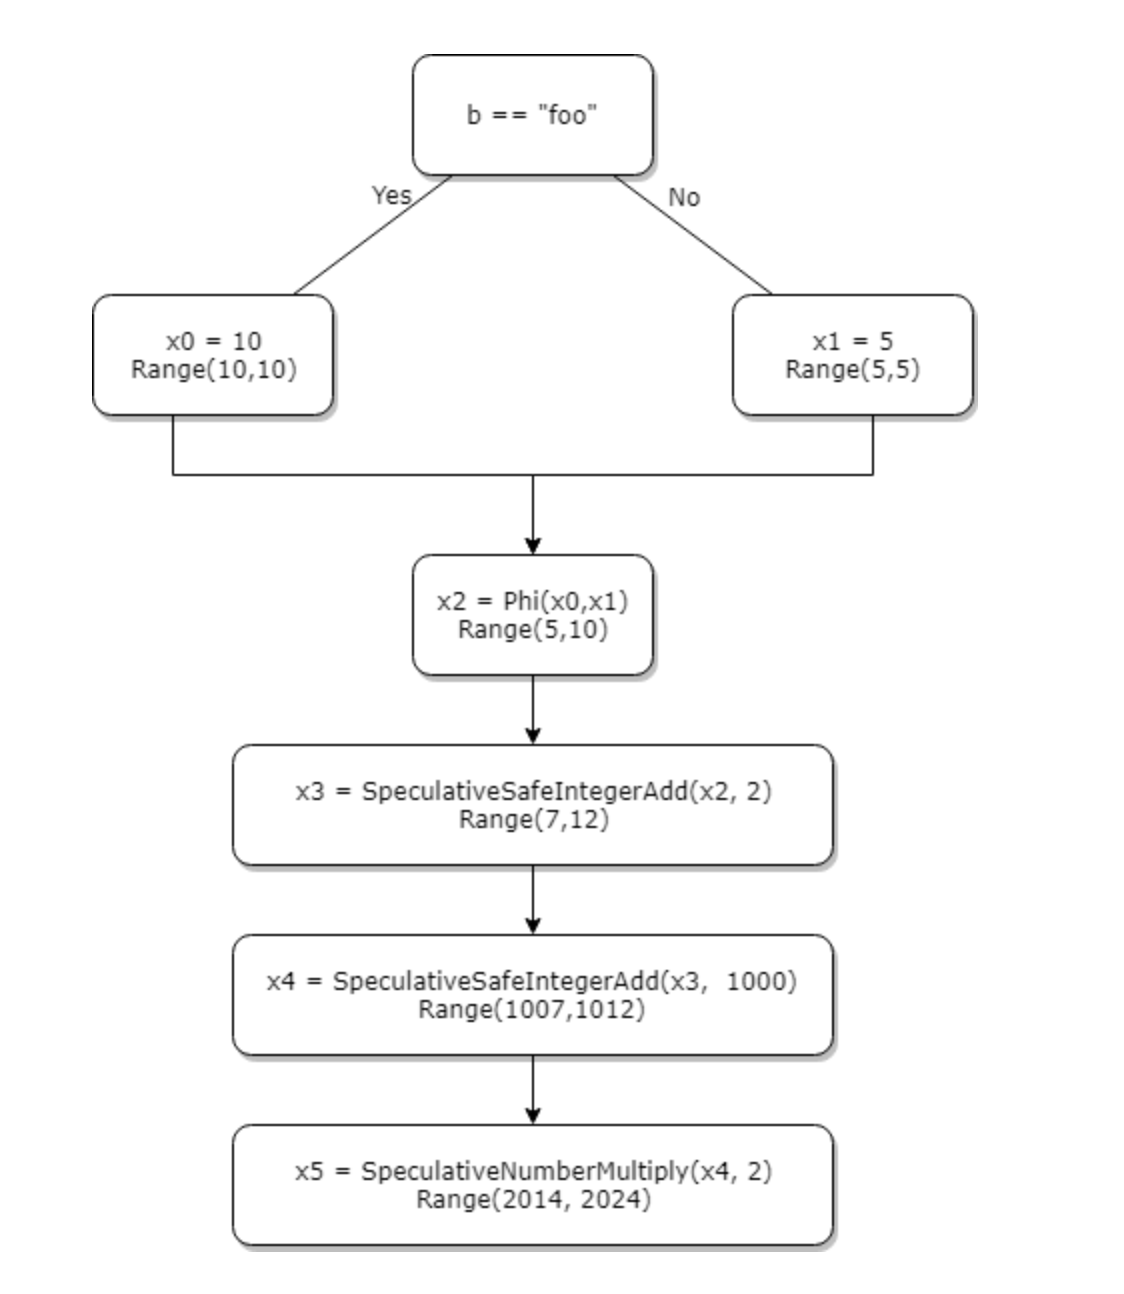 b == "foo"
Yes
No
x0 = 10
Range(10,10)
x1 = 5
Range(5,5)
x2 = Phi(x0,x1)
Range(5,10)
x3 = SpeculativeSafeIntegerAdd(x2, 2)
Range(7,12)
x4 = SpeculativeSafeIntegerAdd(x3,  1000)
Range(1007,1012)
x5 = SpeculativeNumberMultiply(x4, 2)
Range(2014, 2024)